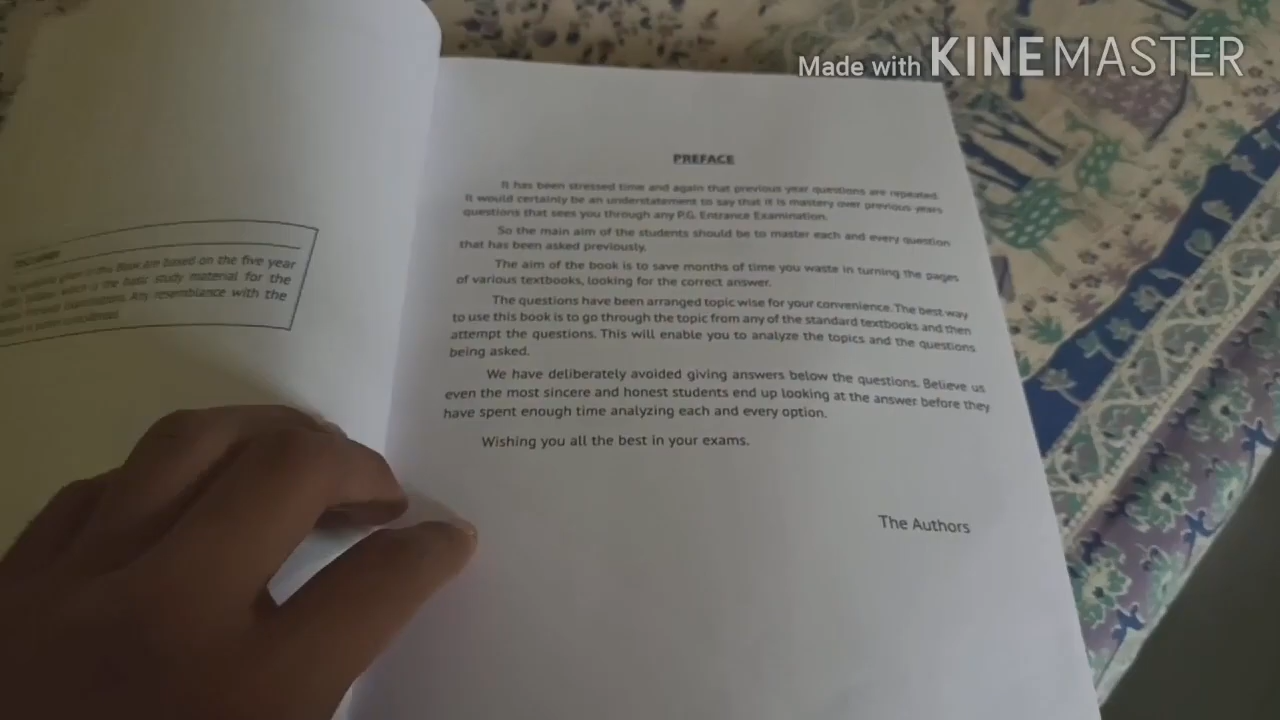 Made with KINEMASTER
given in this Book are based on the five year
which is the basic study material for the
Any resemblance with the
PREFACE
It has been stressed time and again that previous year questions are repeated.
It would certainly be an understatement to say that it is mastery over previous years
questions that sees you through any P.G. Entrance Examination.
So the main aim of the students should be to master each and every question
that has been asked previously.
The aim of the book is to save months of time you waste in turning the pages
of various textbooks, looking for the correct answer.
The questions have been arranged topic wise for your convenience. The best way
to use this book is to go through the topic from any of the standard textbooks and then
attempt the questions. This will enable you to analyze the topics and the questions
being asked.
We have deliberately avoided giving answers below the questions. Believe us
even the most sincere and honest students end up looking at the answer before they
have spent enough time analyzing each and every option.
Wishing you all the best in your exams.
The Authors